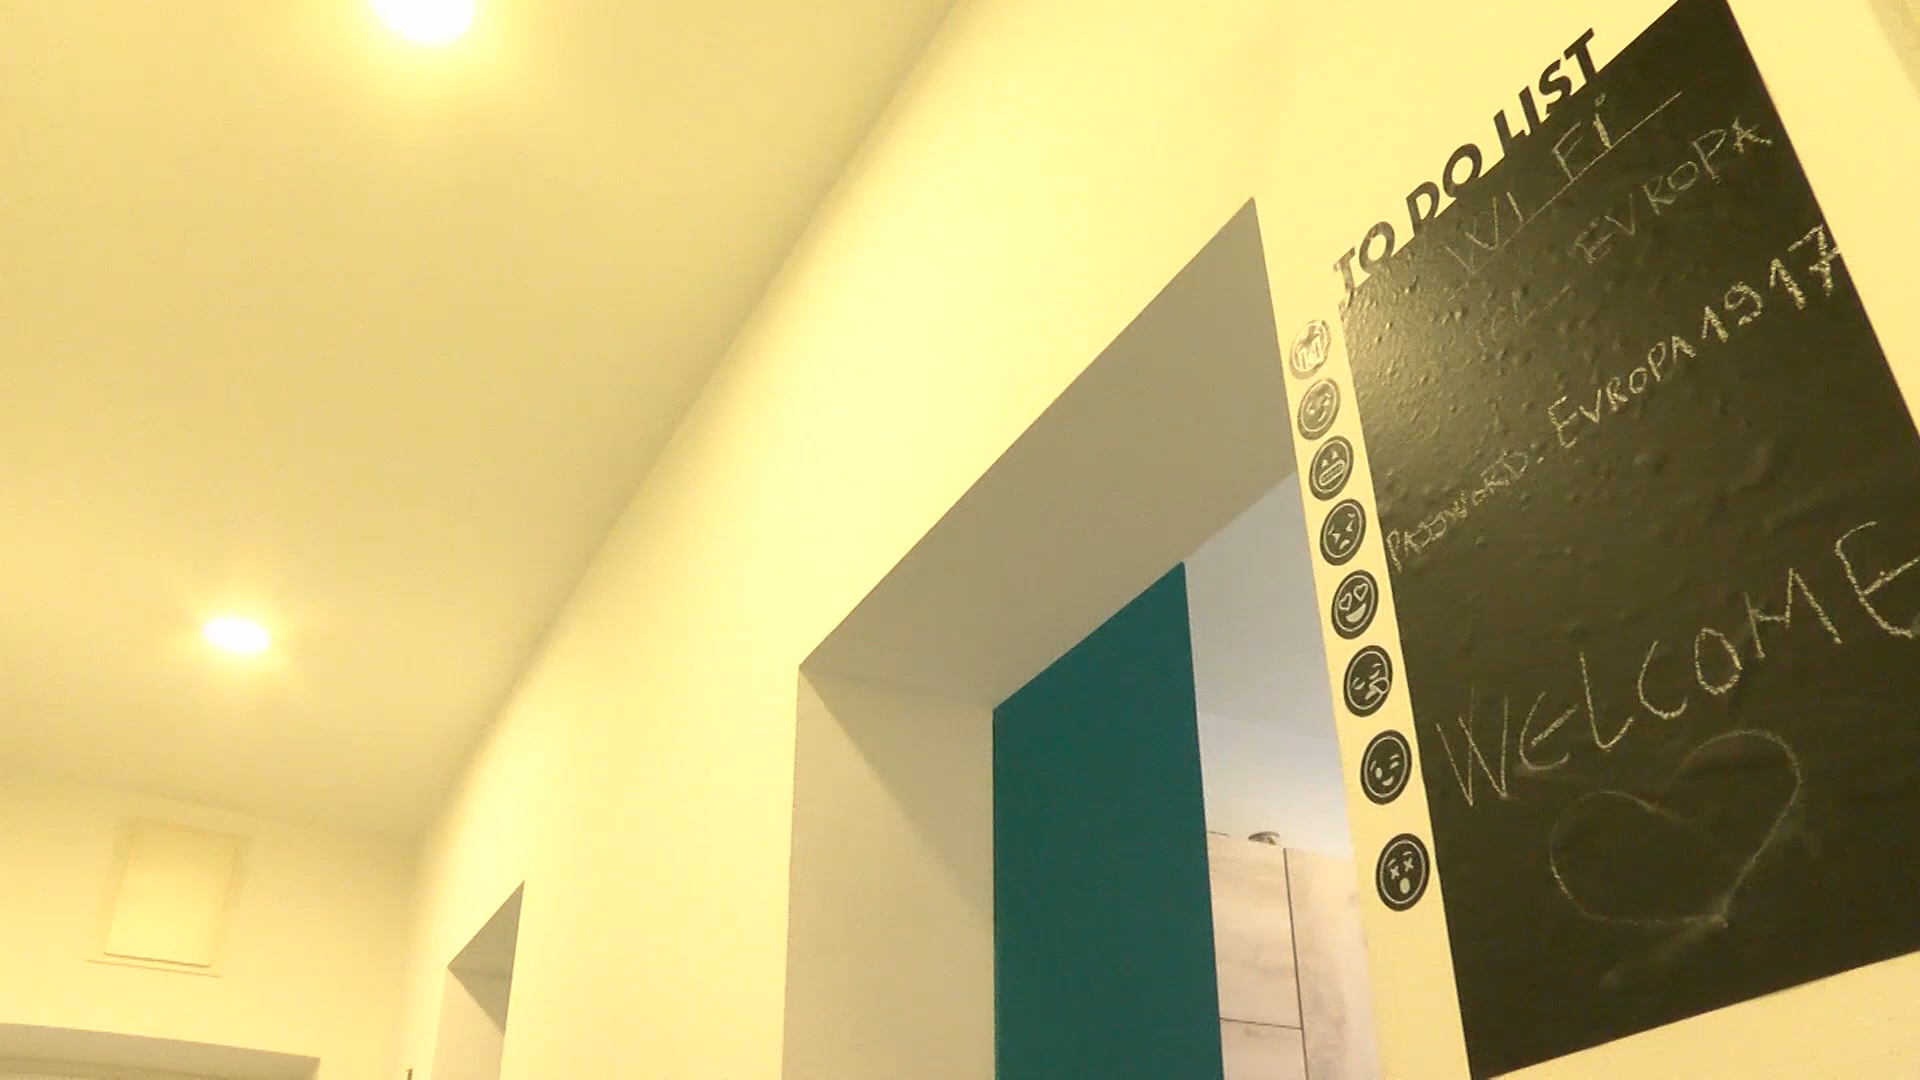 TO DO LIST
WI FI
EVROPA
PASSWORD: EVROPA1917
WELCOME